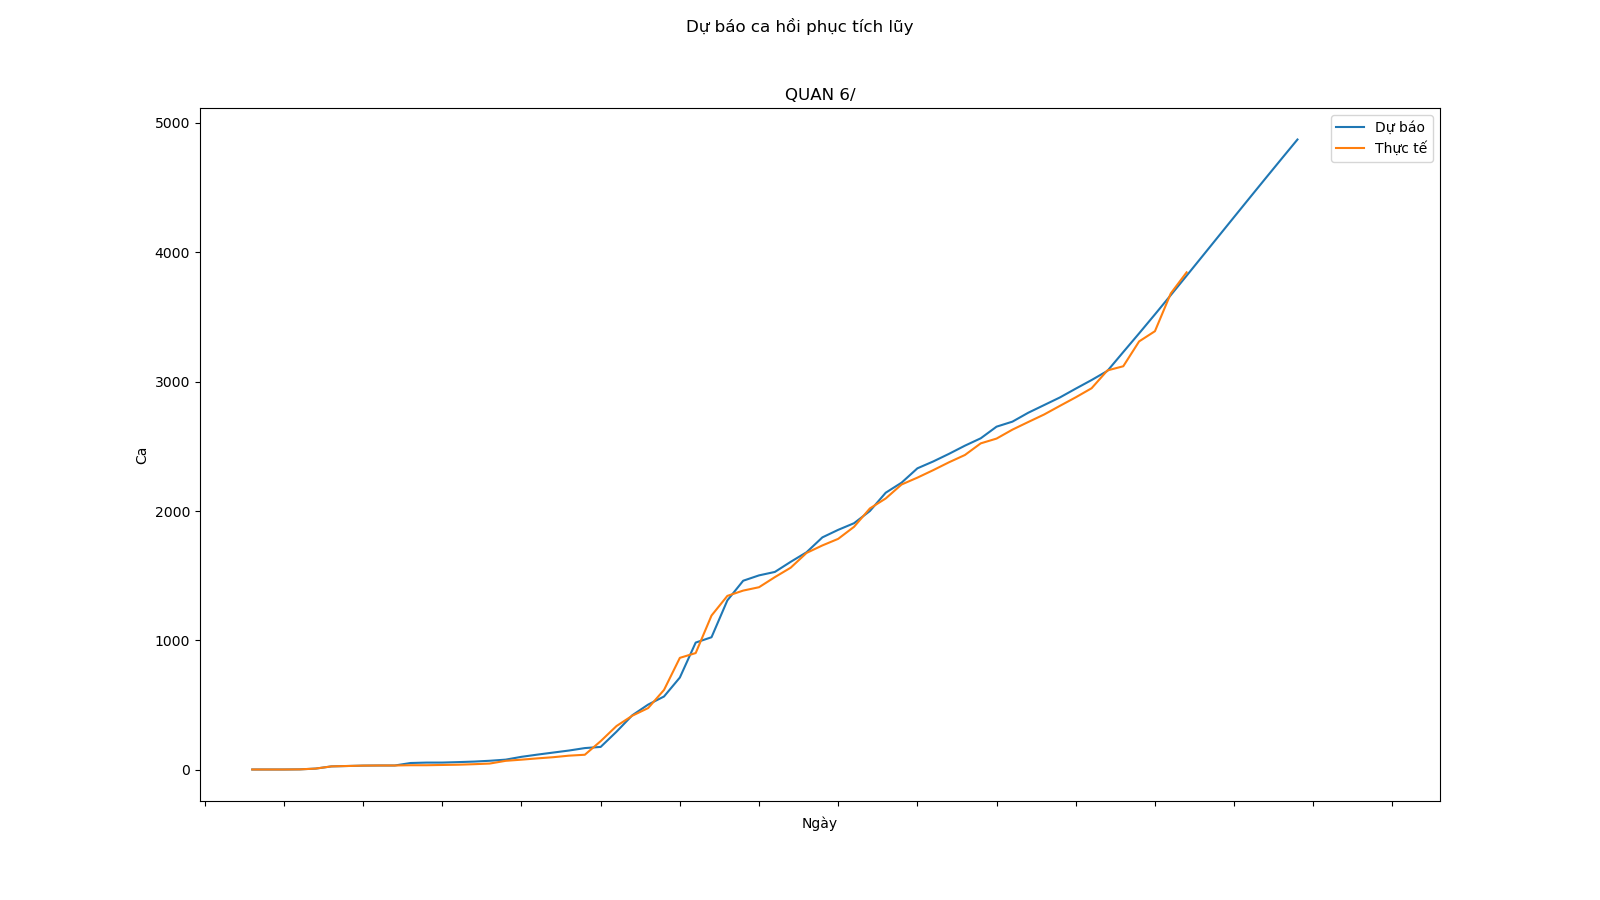 Dự báo ca hồi phục tích lũy
QUAN 6/
Dự báo
Thực tế
5000
4000
3000
2000
1000
0
Ca
Ngày